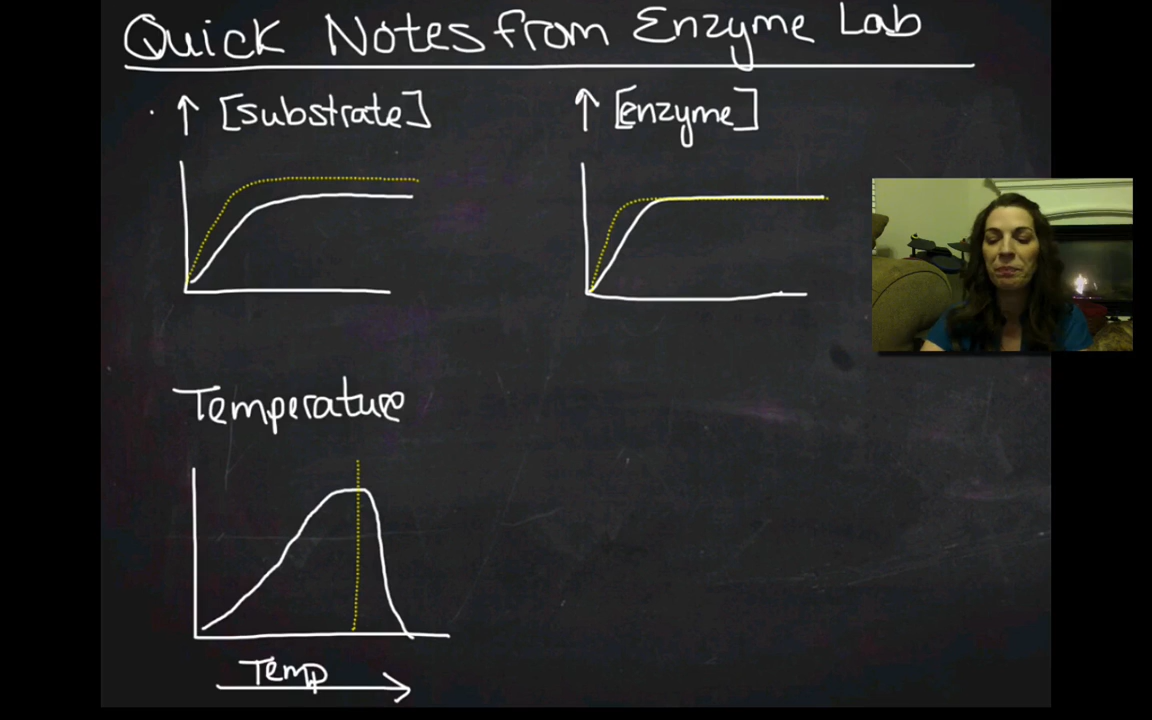 Quick Notes from Enzyme Lab
↑ [substrate]
↑ [enzyme]
Temperature
Temp